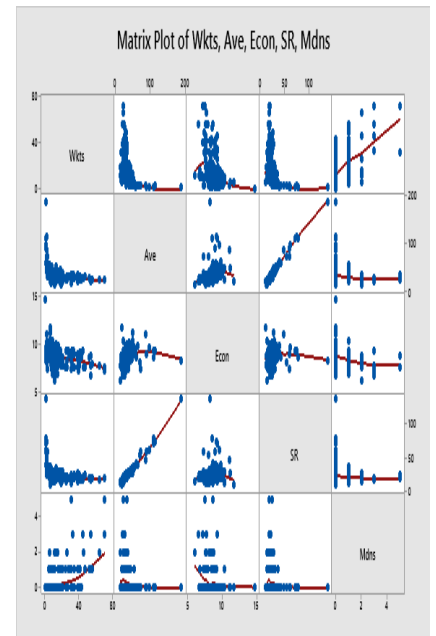 Matrix Plot of Wkts, Ave, Econ, SR, Mdns
0 100 200 0 50 100
80
40
0
Wkts
200
100
0
Ave
15
10
5
Econ
100
50
0
SR
4
2
0
Mdns
0 40 80 5 10 15 0 2 4